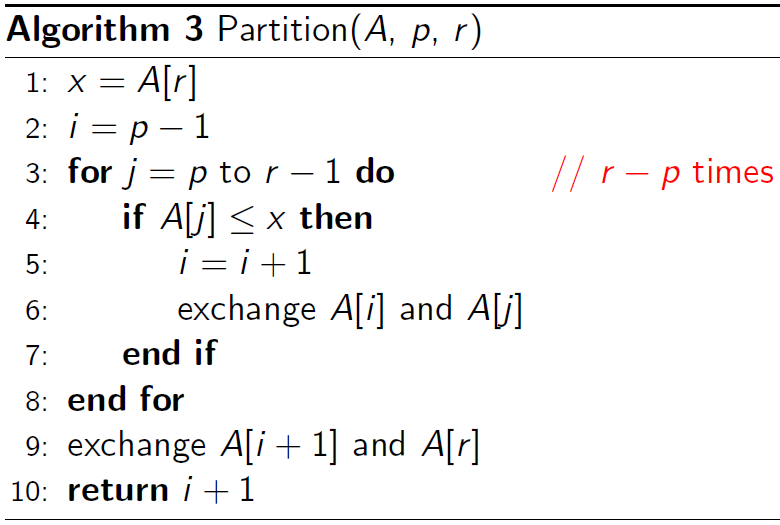 Algorithm 3 Partition(A, p, r)
1: x = A[r]
2: i = p − 1
3: for j = p to r − 1 do // r − p times
4: if A[j] ≤ x then
5: i = i + 1
6: exchange A[i] and A[j]
7: end if
8: end for
9: exchange A[i + 1] and A[r]
10: return i + 1